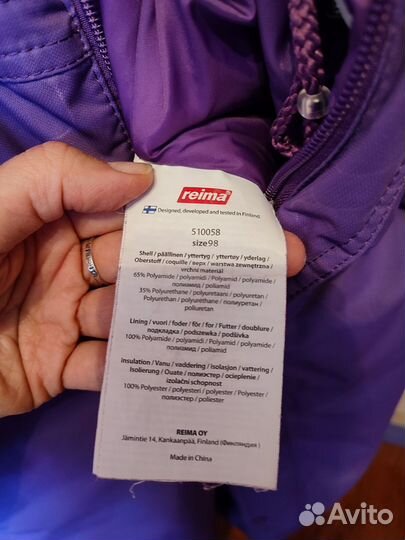 reima®
Designed, developed and tested in Finland.
510058
size 98
Shell / päällinen / yttertyg / yttertøy / yderlag /
Oberstoff / coquille / верх / warstwa zewnętrzna /
vrchní materiál
65% Polyamide / polyamidi / Polyamid / polyamide /
полиамид / poliamid
35% Polyurethane / polyuretaani / polyuretan /
Polyurethan / polyurethane / полиуретан /
poliuretan
Lining / vuori / foder / fôr / for / Futter / doublure /
подкладка / podszewka / podšívka
100% Polyamide / polyamidi / Polyamid / polyamide /
полиамид / poliamid
insulation / Vanu / vaddering / isolasjon / vattering
/ Isolierung / Ouate / полиэстер / ocieplenie /
izolační schopnost
100% Polyester / polyesteri / polyester / Polyester /
полиэстер / poliester
REIMA OY
Jämintie 14, Kankaanpää, Finland (Финляндия)
Made in China
Avito